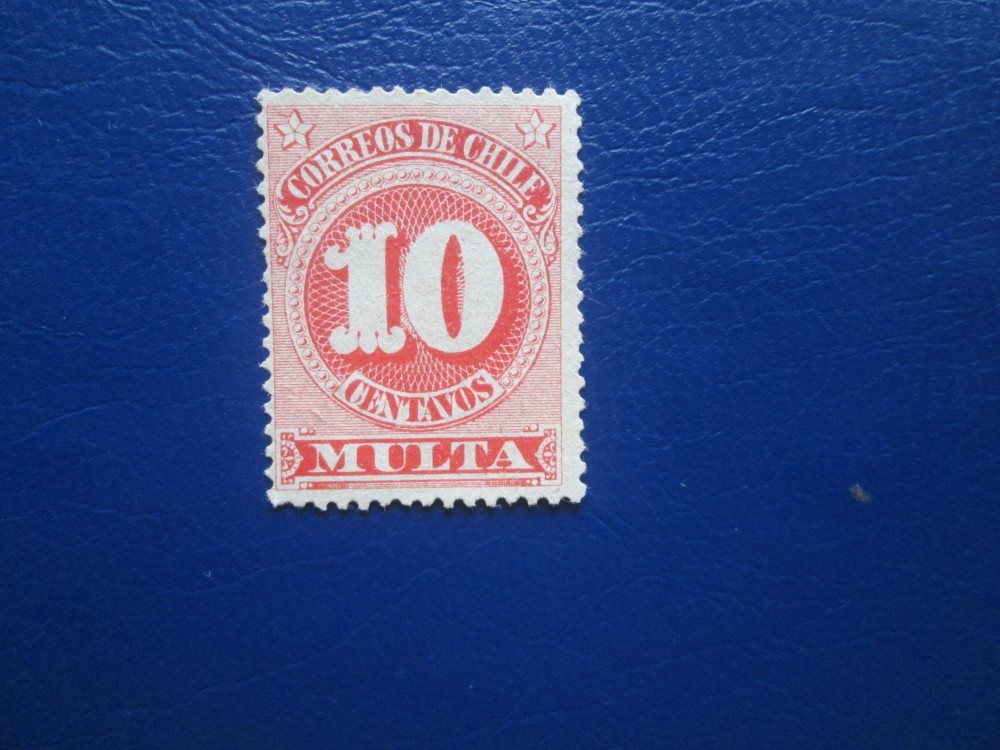 CORREOS DE CHILE
10
CENTAVOS
MULTA